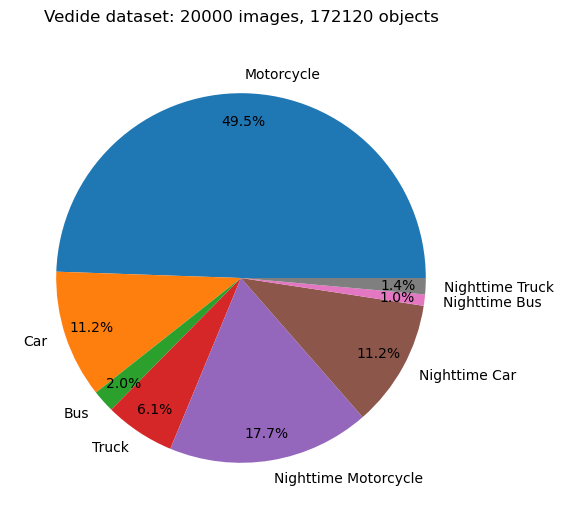 Vedide dataset: 20000 images, 172120 objects
Motorcycle
49.5%
Car
11.2%
Bus
2.0%
Truck
6.1%
Nighttime Motorcycle
17.7%
Nighttime Car
11.2%
Nighttime Bus
1.0%
Nighttime Truck
1.4%